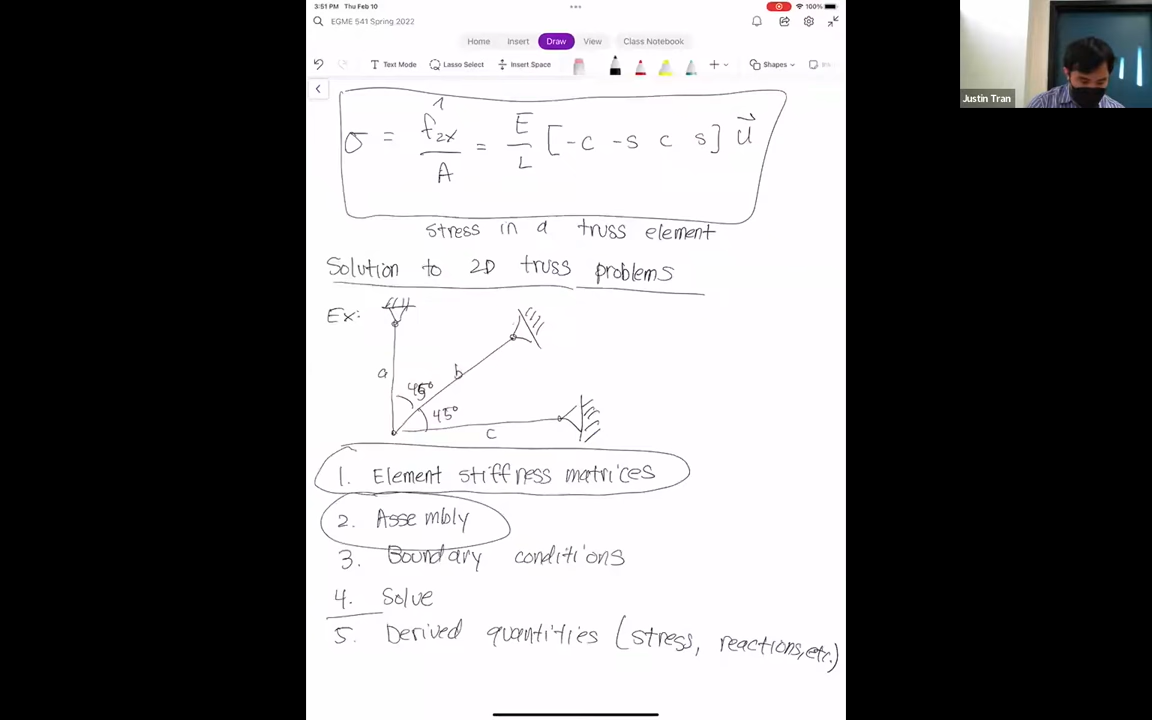 3:51 PM Thu Feb 10
100%
EGME 541 Spring 2022
Home Insert Draw View Class Notebook
Text Mode Lasso Select Insert Space Shapes
σ = f̂2x / A = E / L [-c -s c s] u⃗
stress in a truss element
Solution to 2D truss problems
Ex:
a
b
45°
45°
c
1. Element stiffness matrices
2. Assembly
3. Boundary conditions
4. Solve
5. Derived quantities (stress, reactions, etc.)
Justin Tran